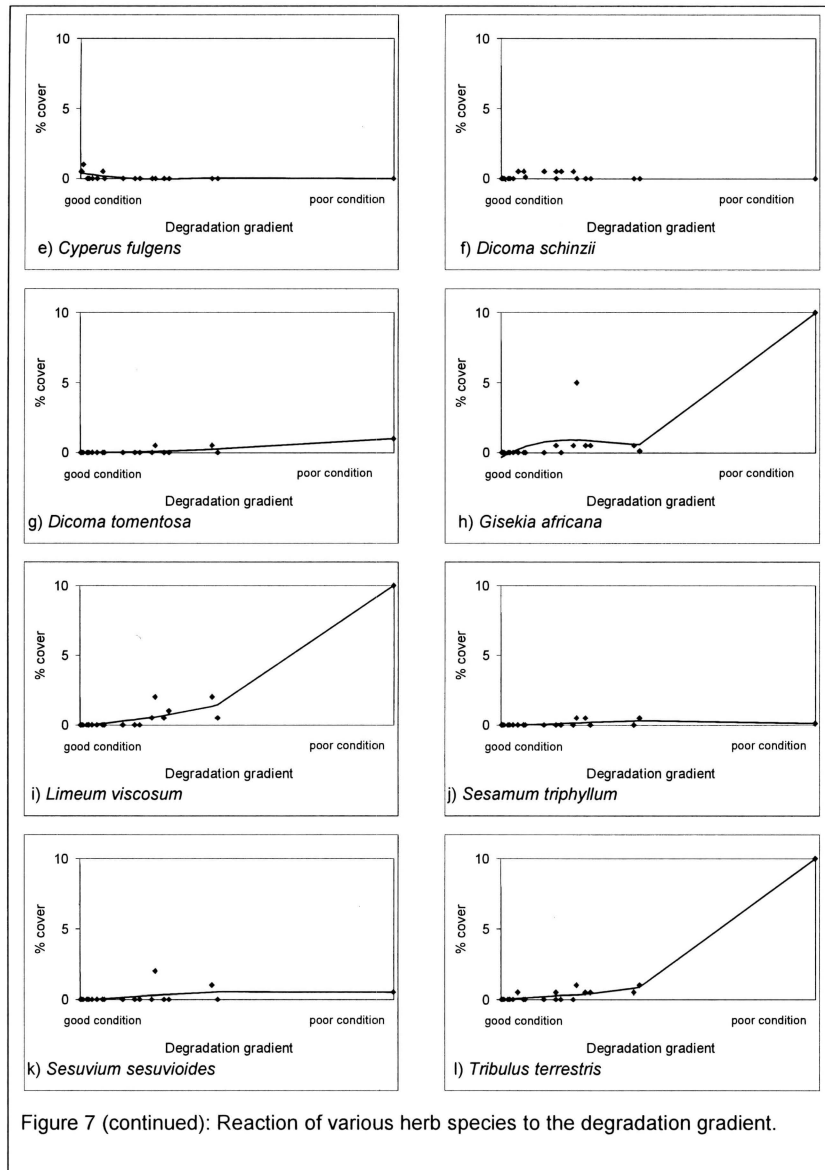 10
5
0
% cover
good condition
poor condition
Degradation gradient
e) Cyperus fulgens
10
5
0
% cover
good condition
poor condition
Degradation gradient
f) Dicoma schinzii
10
5
0
% cover
good condition
poor condition
Degradation gradient
g) Dicoma tomentosa
10
5
0
% cover
good condition
poor condition
Degradation gradient
h) Gisekia africana
10
5
0
% cover
good condition
poor condition
Degradation gradient
i) Limeum viscosum
10
5
0
% cover
good condition
poor condition
Degradation gradient
j) Sesamum triphyllum
10
5
0
% cover
good condition
poor condition
Degradation gradient
k) Sesuvium sesuvioides
10
5
0
% cover
good condition
poor condition
Degradation gradient
l) Tribulus terrestris
Figure 7 (continued): Reaction of various herb species to the degradation gradient.